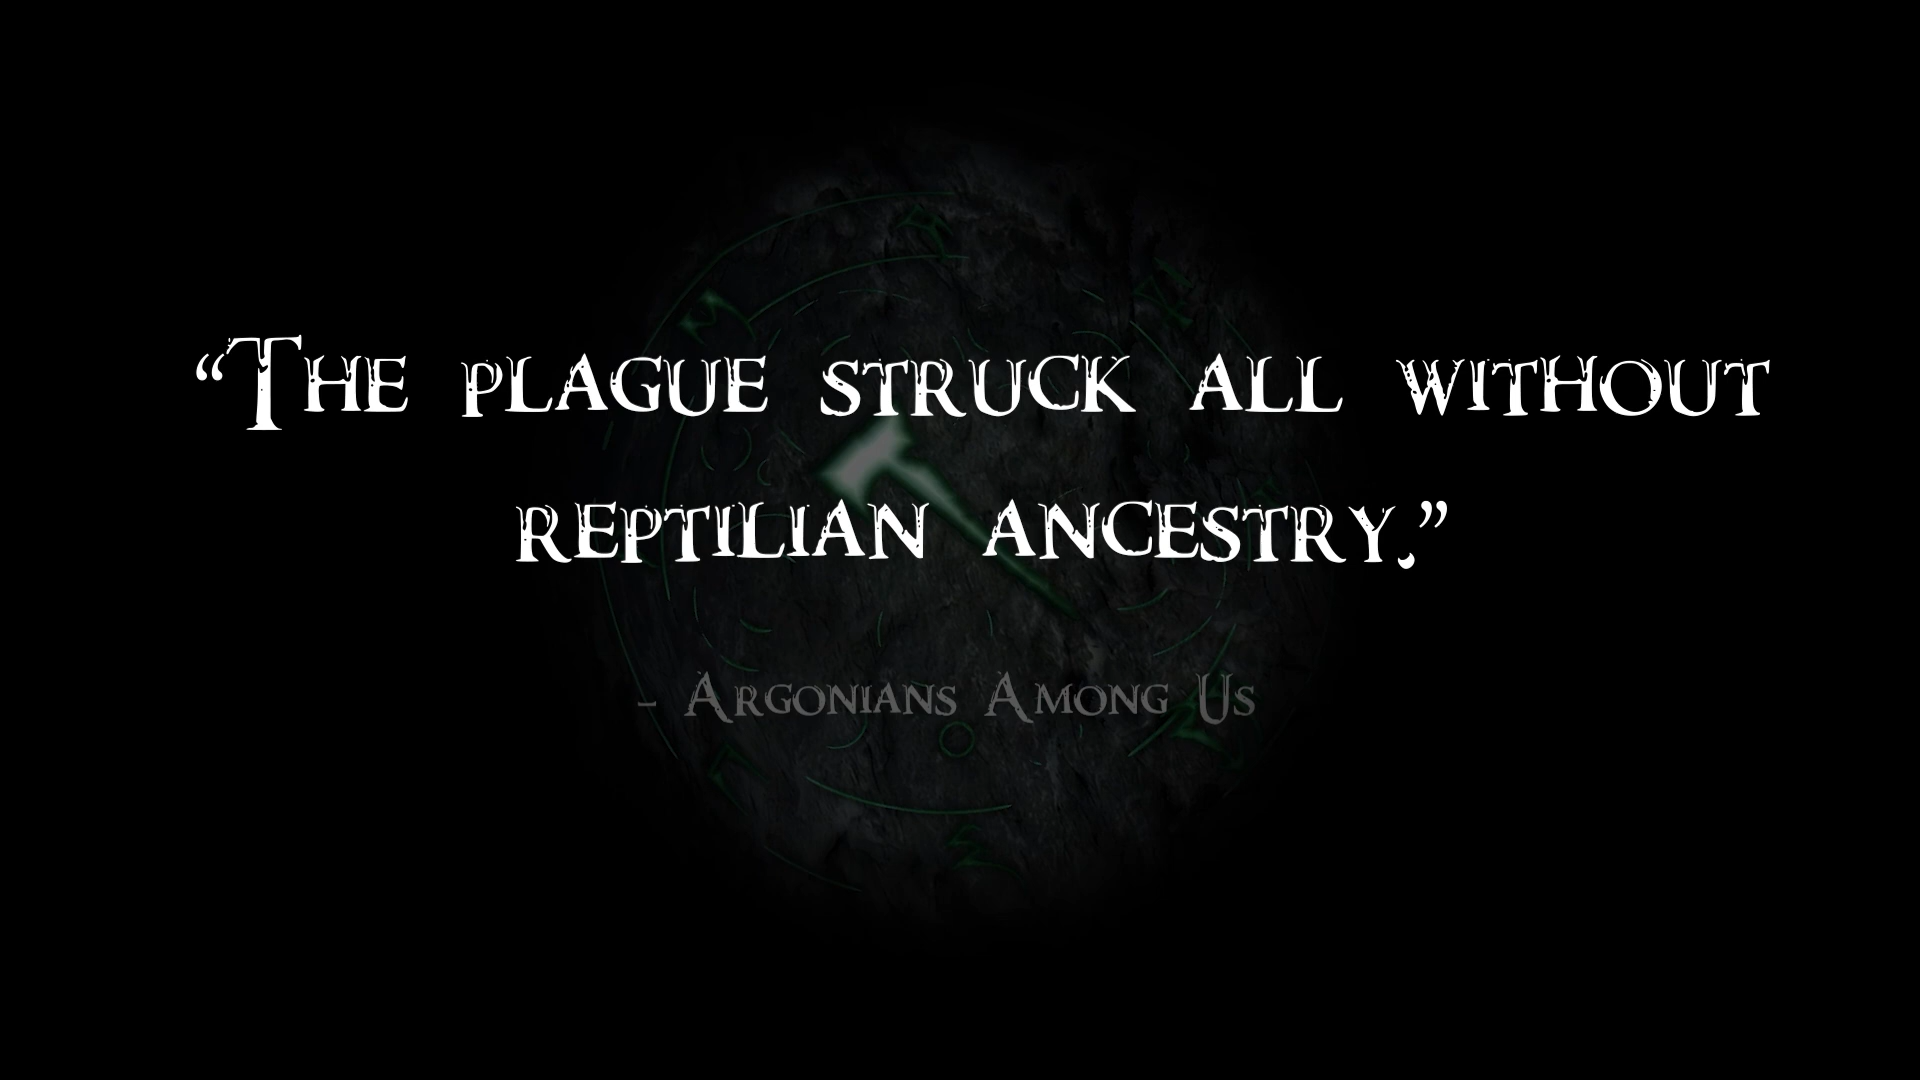 “The plague struck all without
reptilian ancestry.”
- Argonians Among Us